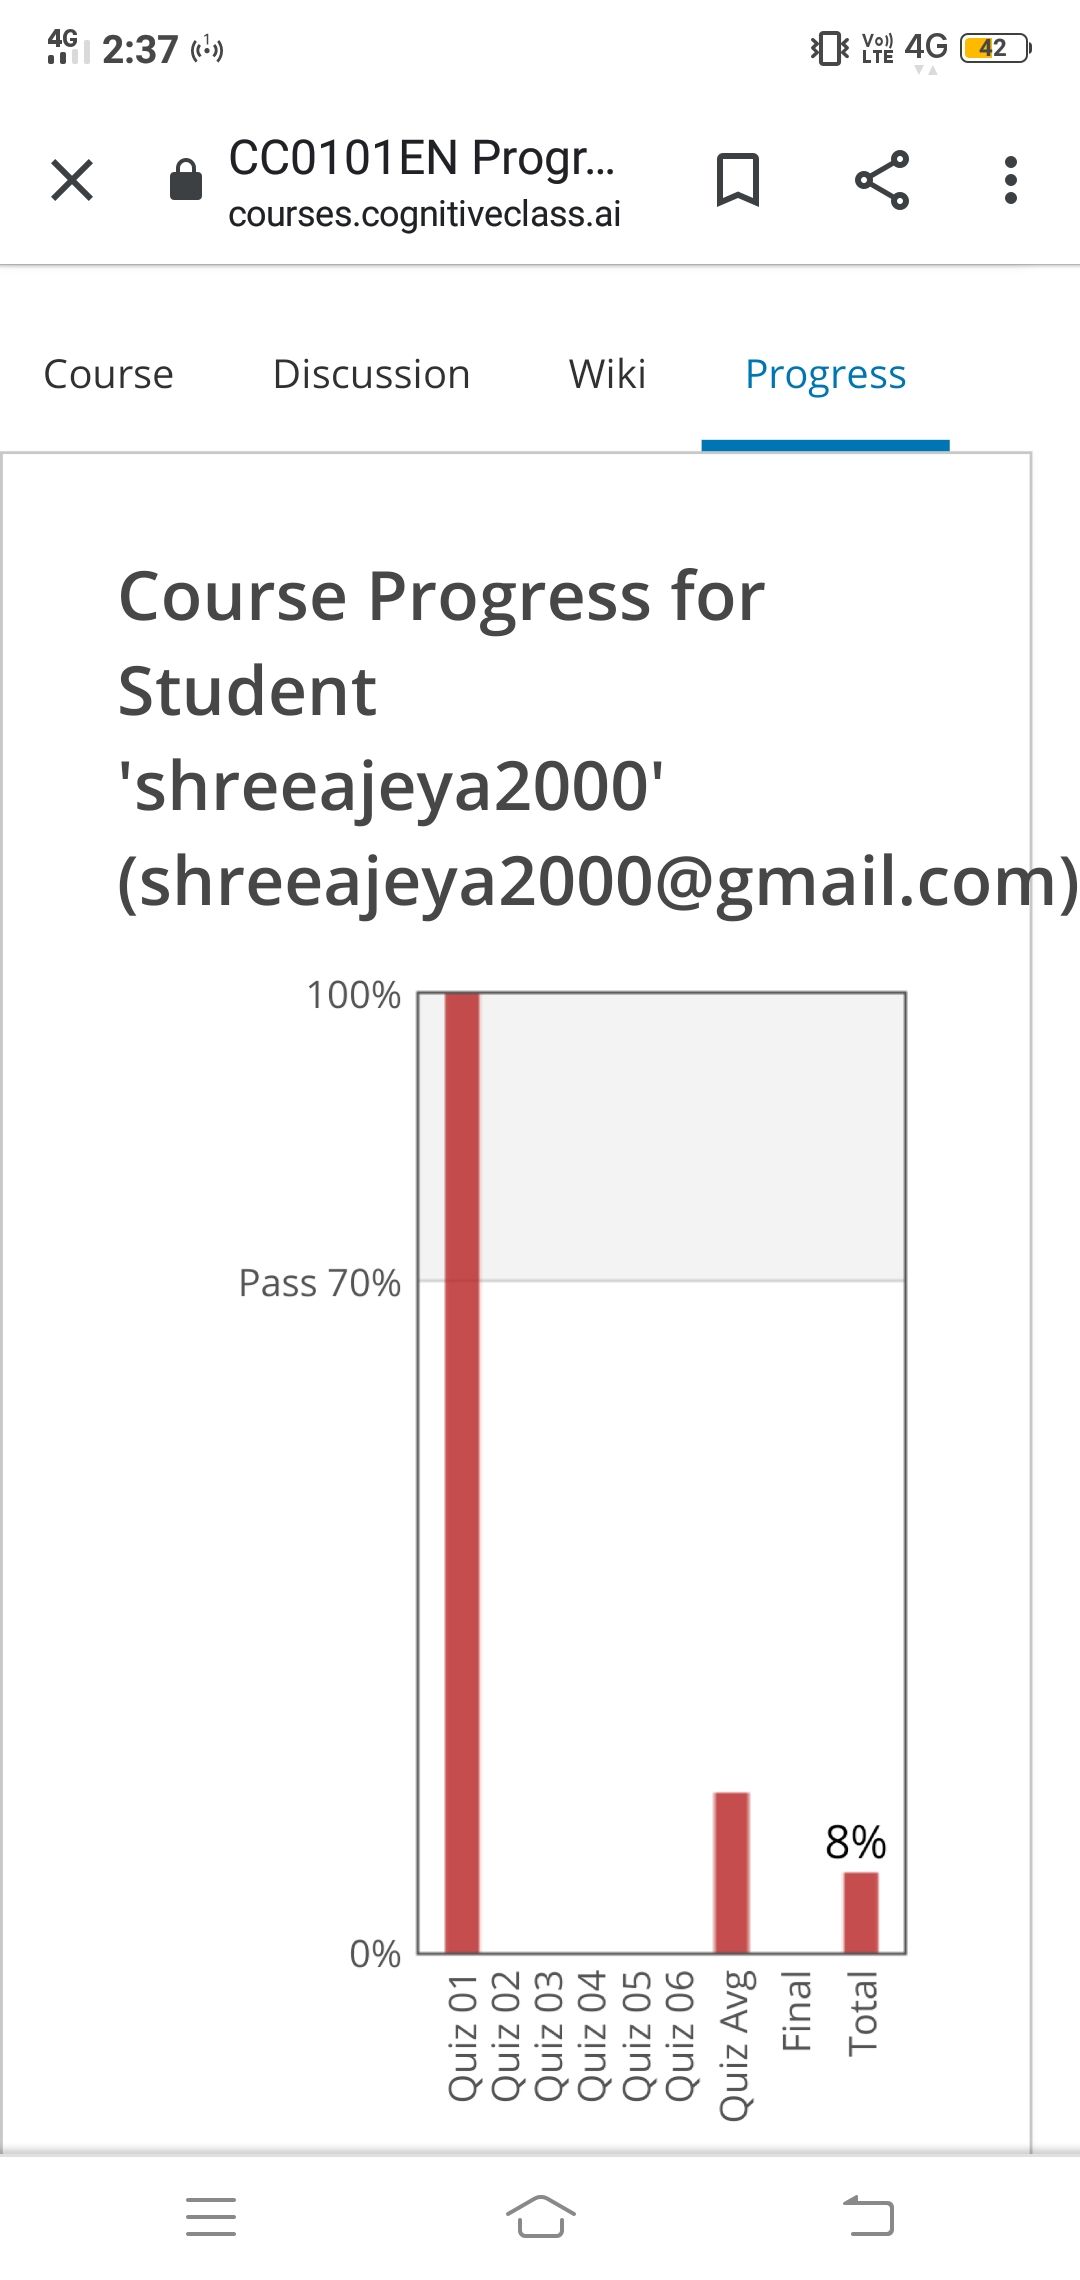 4G 2:37 1 Vo)) LTE 4G 42
CC0101EN Progr...
courses.cognitiveclass.ai
Course Discussion Wiki Progress
Course Progress for
Student
'shreeajeya2000'
(shreeajeya2000@gmail.com)
100%
Pass 70%
8%
0%
Quiz 01
Quiz 02
Quiz 03
Quiz 04
Quiz 05
Quiz 06
Quiz Avg
Final
Total